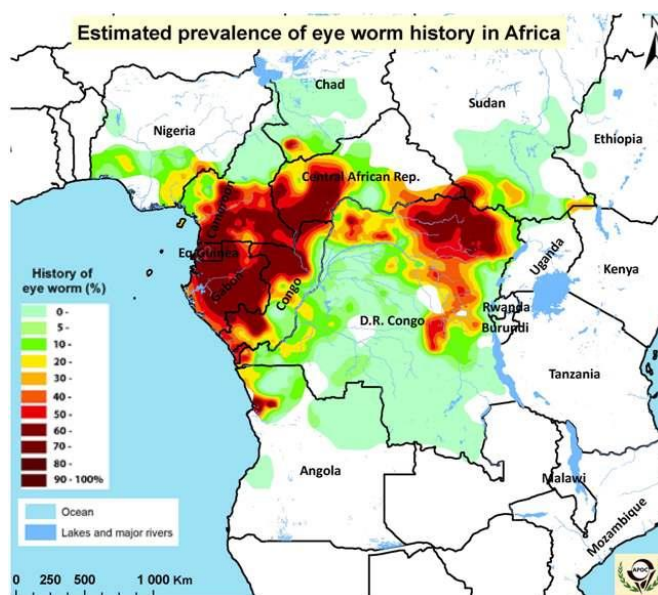 Estimated prevalence of eye worm history in Africa
N
Chad
Sudan
Nigeria
Ethiopia
Central African Rep.
Cameroon
Eq Guinea
Uganda
Kenya
Gabon
Congo
History of
eye worm (%)
D.R. Congo
Rwanda
Burundi
0 -
5 -
10 -
20 -
30 -
40 -
50 -
60 -
70 -
80 -
90 - 100%
Tanzania
Angola
Malawi
Mozambique
Ocean
Lakes and major rivers
0 250 500 1 000 Km
APOC